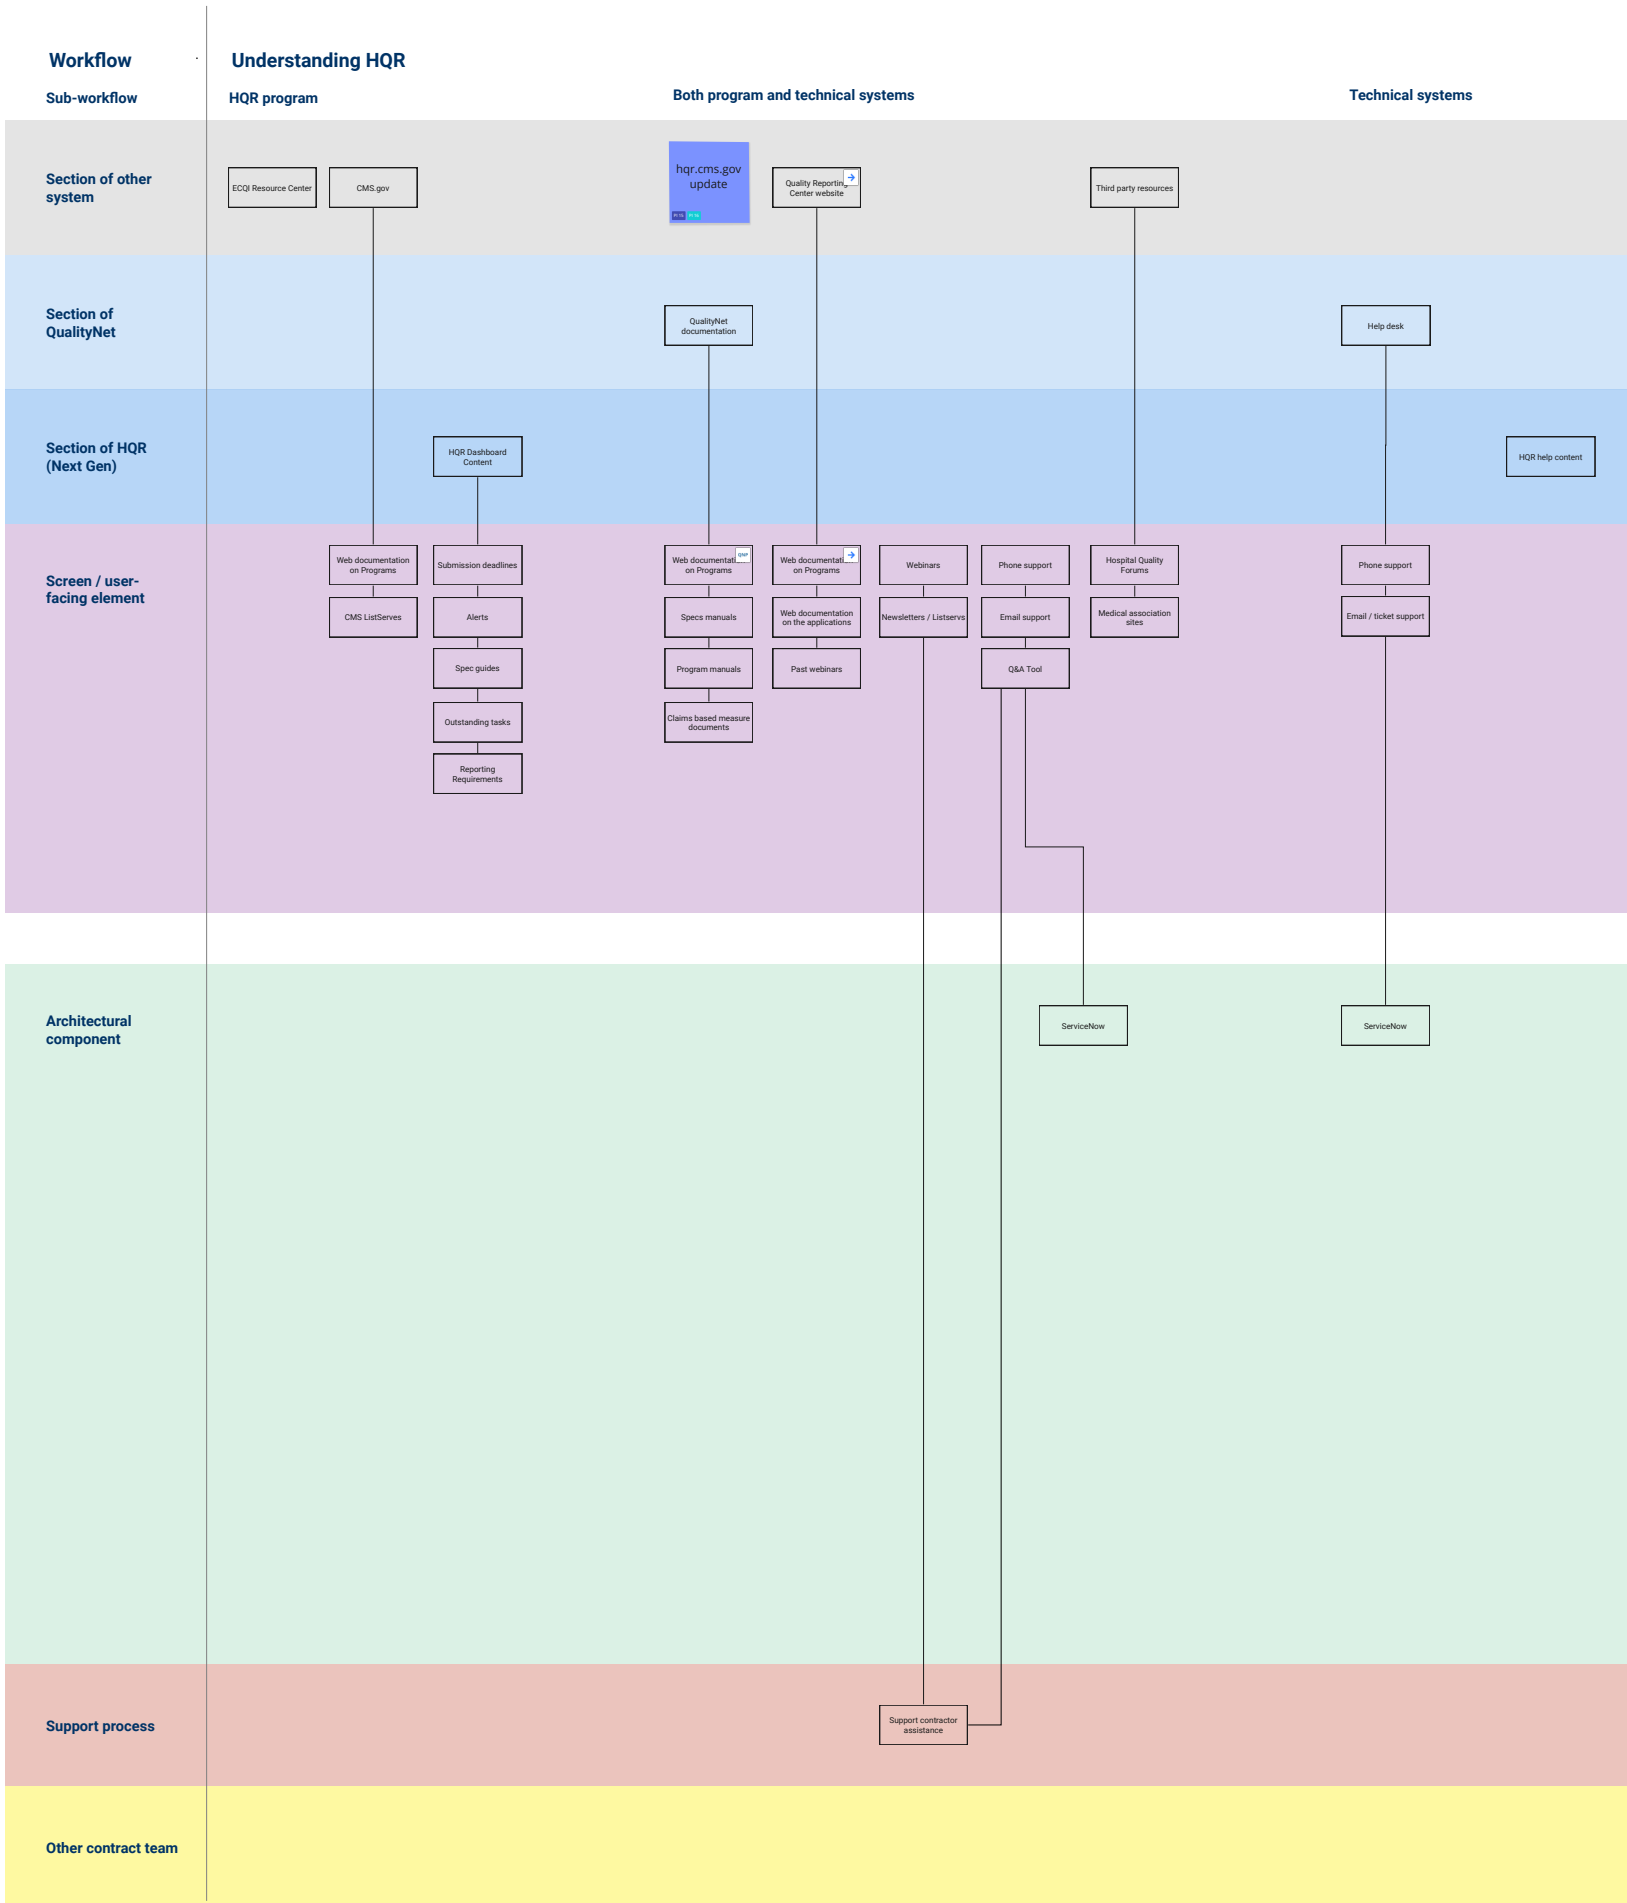 Workflow
Understanding HQR
Sub-workflow
HQR program
Both program and technical systems
Technical systems
Section of other
system
ECQI Resource Center
CMS.gov
hqr.cms.gov
update
Quality Reporting
Center website
Third party resources
Section of
QualityNet
QualityNet
documentation
Help desk
Section of HQR
(Next Gen)
HQR Dashboard
Content
HQR help content
Screen / user-
facing element
Web documentation
on Programs
CMS ListServes
Submission deadlines
Alerts
Spec guides
Outstanding tasks
Reporting
Requirements
Web documentati
on Programs
QNP
Specs manuals
Program manuals
Claims based measure
documents
Web documentati
on Programs
Web documentation
on the applications
Past webinars
Webinars
Newsletters / Listservs
Phone support
Email support
Q&A Tool
Hospital Quality
Forums
Medical association
sites
Phone support
Email / ticket support
Architectural
component
ServiceNow
ServiceNow
Support process
Support contractor
assistance
Other contract team